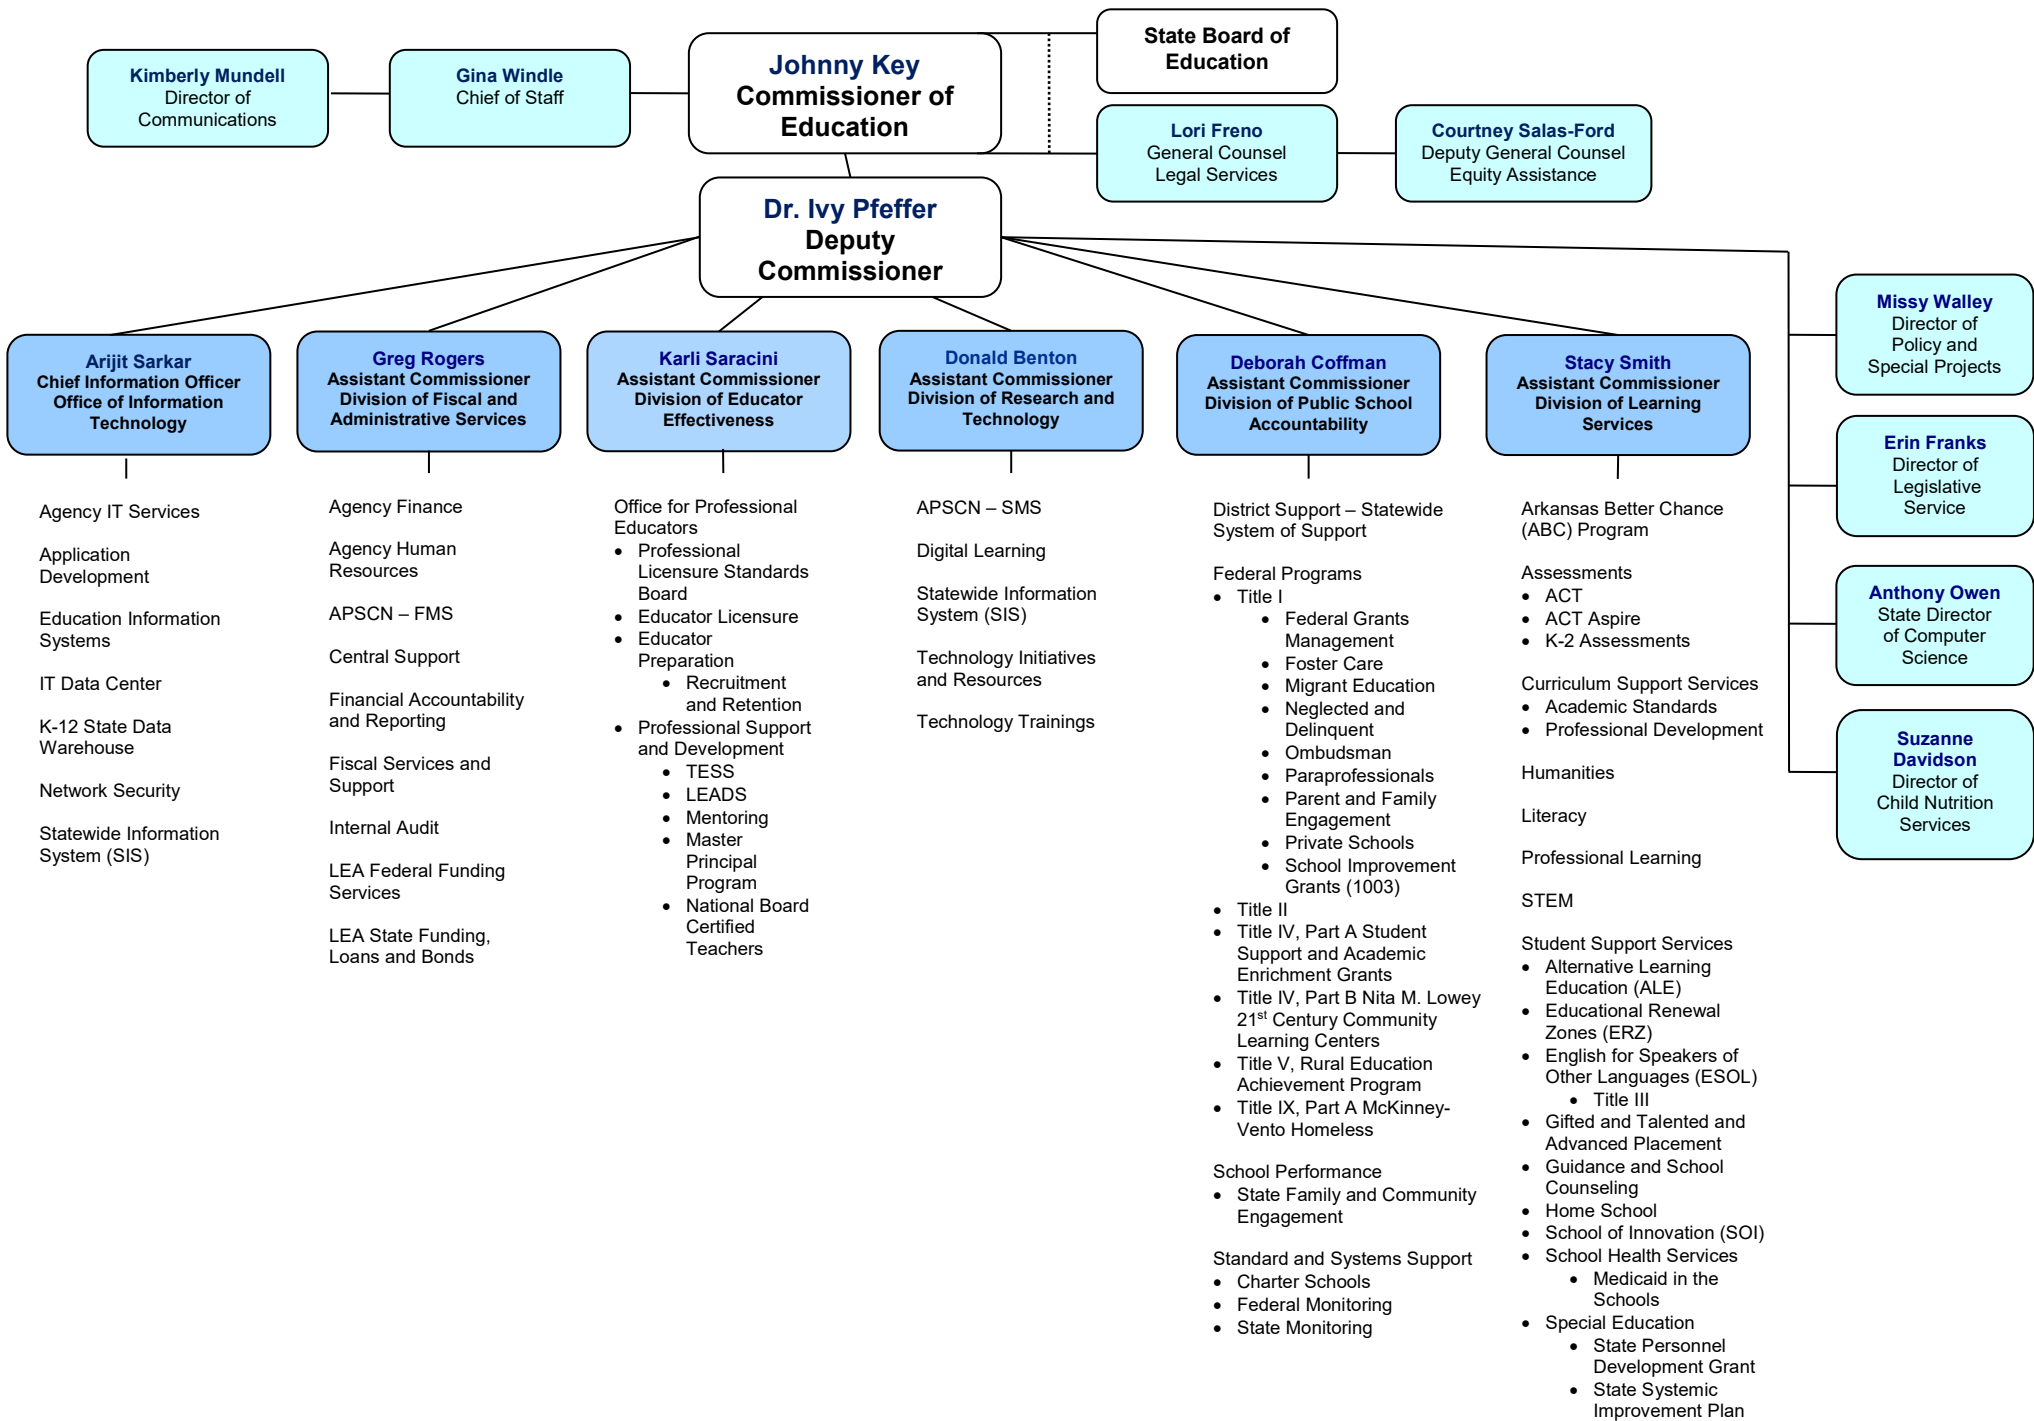 State Board of
Education
Kimberly Mundell
Director of
Communications
Gina Windle
Chief of Staff
Johnny Key
Commissioner of
Education
Lori Freno
General Counsel
Legal Services
Courtney Salas-Ford
Deputy General Counsel
Equity Assistance
Dr. Ivy Pfeffer
Deputy
Commissioner
Arijit Sarkar
Chief Information Officer
Office of Information
Technology
Agency IT Services
Application
Development
Education Information
Systems
IT Data Center
K-12 State Data
Warehouse
Network Security
Statewide Information
System (SIS)
Greg Rogers
Assistant Commissioner
Division of Fiscal and
Administrative Services
Agency Finance
Agency Human
Resources
APSCN – FMS
Central Support
Financial Accountability
and Reporting
Fiscal Services and
Support
Internal Audit
LEA Federal Funding
Services
LEA State Funding,
Loans and Bonds
Karli Saracini
Assistant Commissioner
Division of Educator
Effectiveness
Office for Professional
Educators
• Professional
Licensure Standards
Board
• Educator Licensure
• Educator
Preparation
• Recruitment
and Retention
• Professional Support
and Development
• TESS
• LEADS
• Mentoring
• Master
Principal
Program
• National Board
Certified
Teachers
Donald Benton
Assistant Commissioner
Division of Research and
Technology
APSCN – SMS
Digital Learning
Statewide Information
System (SIS)
Technology Initiatives
and Resources
Technology Trainings
Deborah Coffman
Assistant Commissioner
Division of Public School
Accountability
District Support – Statewide
System of Support
Federal Programs
• Title I
• Federal Grants
Management
• Foster Care
• Migrant Education
• Neglected and
Delinquent
• Ombudsman
• Paraprofessionals
• Parent and Family
Engagement
• Private Schools
• School Improvement
Grants (1003)
• Title II
• Title IV, Part A Student
Support and Academic
Enrichment Grants
• Title IV, Part B Nita M. Lowey
21st Century Community
Learning Centers
• Title V, Rural Education
Achievement Program
• Title IX, Part A McKinney-
Vento Homeless
School Performance
• State Family and Community
Engagement
Standard and Systems Support
• Charter Schools
• Federal Monitoring
• State Monitoring
Stacy Smith
Assistant Commissioner
Division of Learning
Services
Arkansas Better Chance
(ABC) Program
Assessments
• ACT
• ACT Aspire
• K-2 Assessments
Curriculum Support Services
• Academic Standards
• Professional Development
Humanities
Literacy
Professional Learning
STEM
Student Support Services
• Alternative Learning
Education (ALE)
• Educational Renewal
Zones (ERZ)
• English for Speakers of
Other Languages (ESOL)
• Title III
• Gifted and Talented and
Advanced Placement
• Guidance and School
Counseling
• Home School
• School of Innovation (SOI)
• School Health Services
• Medicaid in the
Schools
• Special Education
• State Personnel
Development Grant
• State Systemic
Improvement Plan
Missy Walley
Director of
Policy and
Special Projects
Erin Franks
Director of
Legislative
Service
Anthony Owen
State Director
of Computer
Science
Suzanne
Davidson
Director of
Child Nutrition
Services